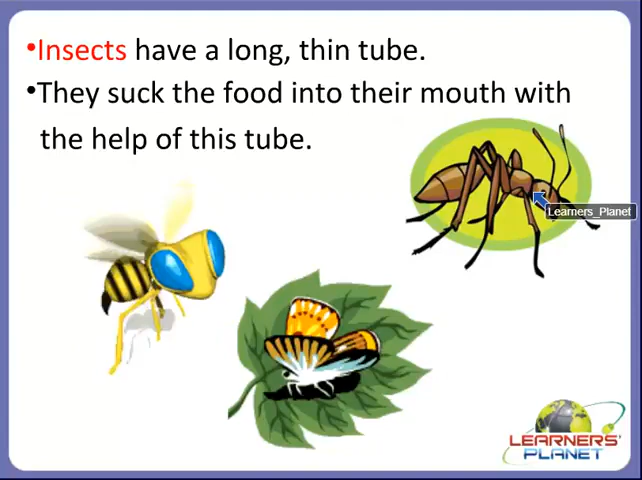 •Insects have a long, thin tube.
•They suck the food into their mouth with
the help of this tube.
Learners_Planet
LEARNERS'
PLANET